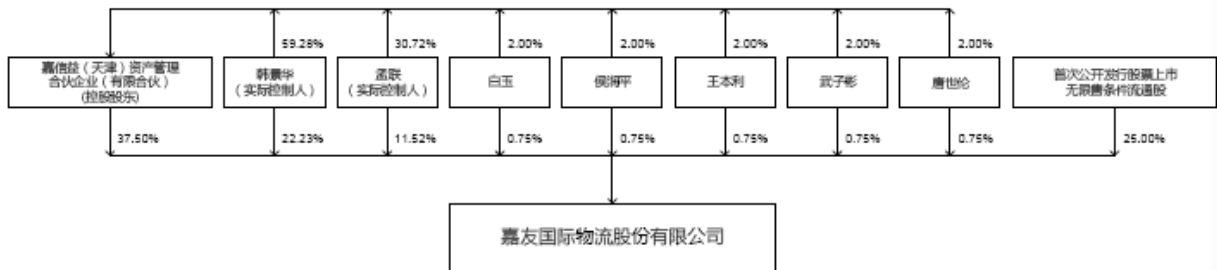 59.28%
30.72%
2.00%
2.00%
2.00%
2.00%
2.00%
嘉信益（天津）资产管理
合伙企业（有限合伙）
(控股股东)
韩景华
（实际控制人）
孟联
（实际控制人）
白玉
侯润平
王本利
武子彬
唐世伦
首次公开发行股票上市
无限售条件流通股
37.50%
22.23%
11.52%
0.75%
0.75%
0.75%
0.75%
0.75%
25.00%
嘉友国际物流股份有限公司